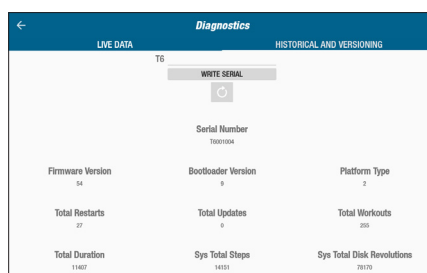 ← Diagnostics
LIVE DATA HISTORICAL AND VERSIONING
T6
WRITE SERIAL
Serial Number
T6001004
Firmware Version Bootloader Version Platform Type
54 9 2
Total Restarts Total Updates Total Workouts
27 0 255
Total Duration Sys Total Steps Sys Total Disk Revolutions
11407 14151 78170